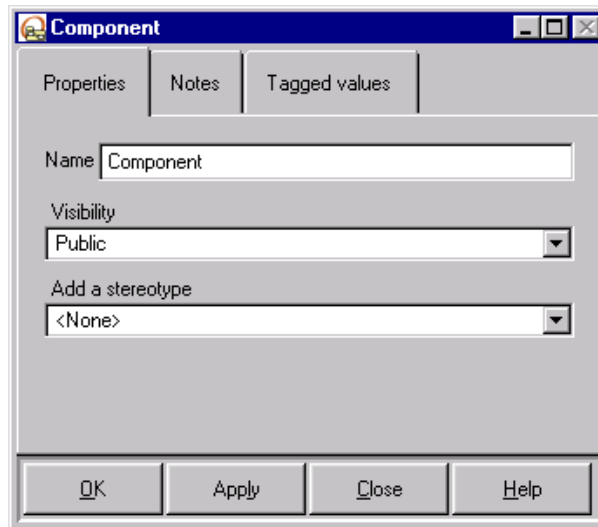 Component
Properties Notes Tagged values
Name Component
Visibility
Public
Add a stereotype
<None>
OK Apply Close Help